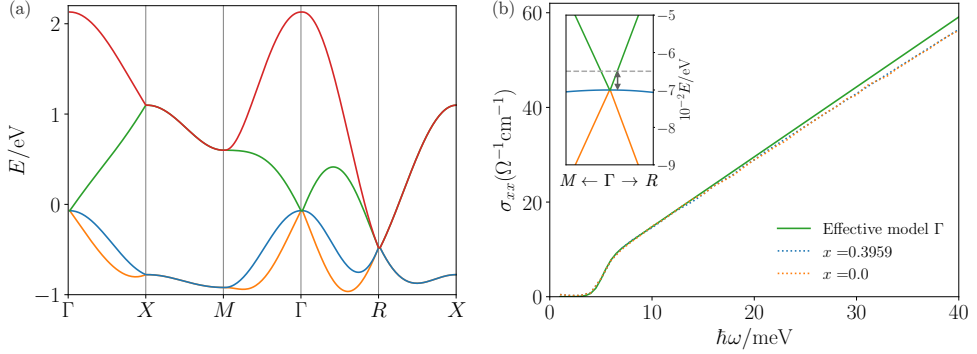 (a)
E/eV
2
1
0
−1
Γ X M Γ R X
(b)
σxx(Ω−1cm−1)
60
40
20
0
0 10 20 30 40
ħω/meV
−5
−6
−7
−8
−9
10−2E/eV
M ← Γ → R
Effective model Γ
x =0.3959
x =0.0